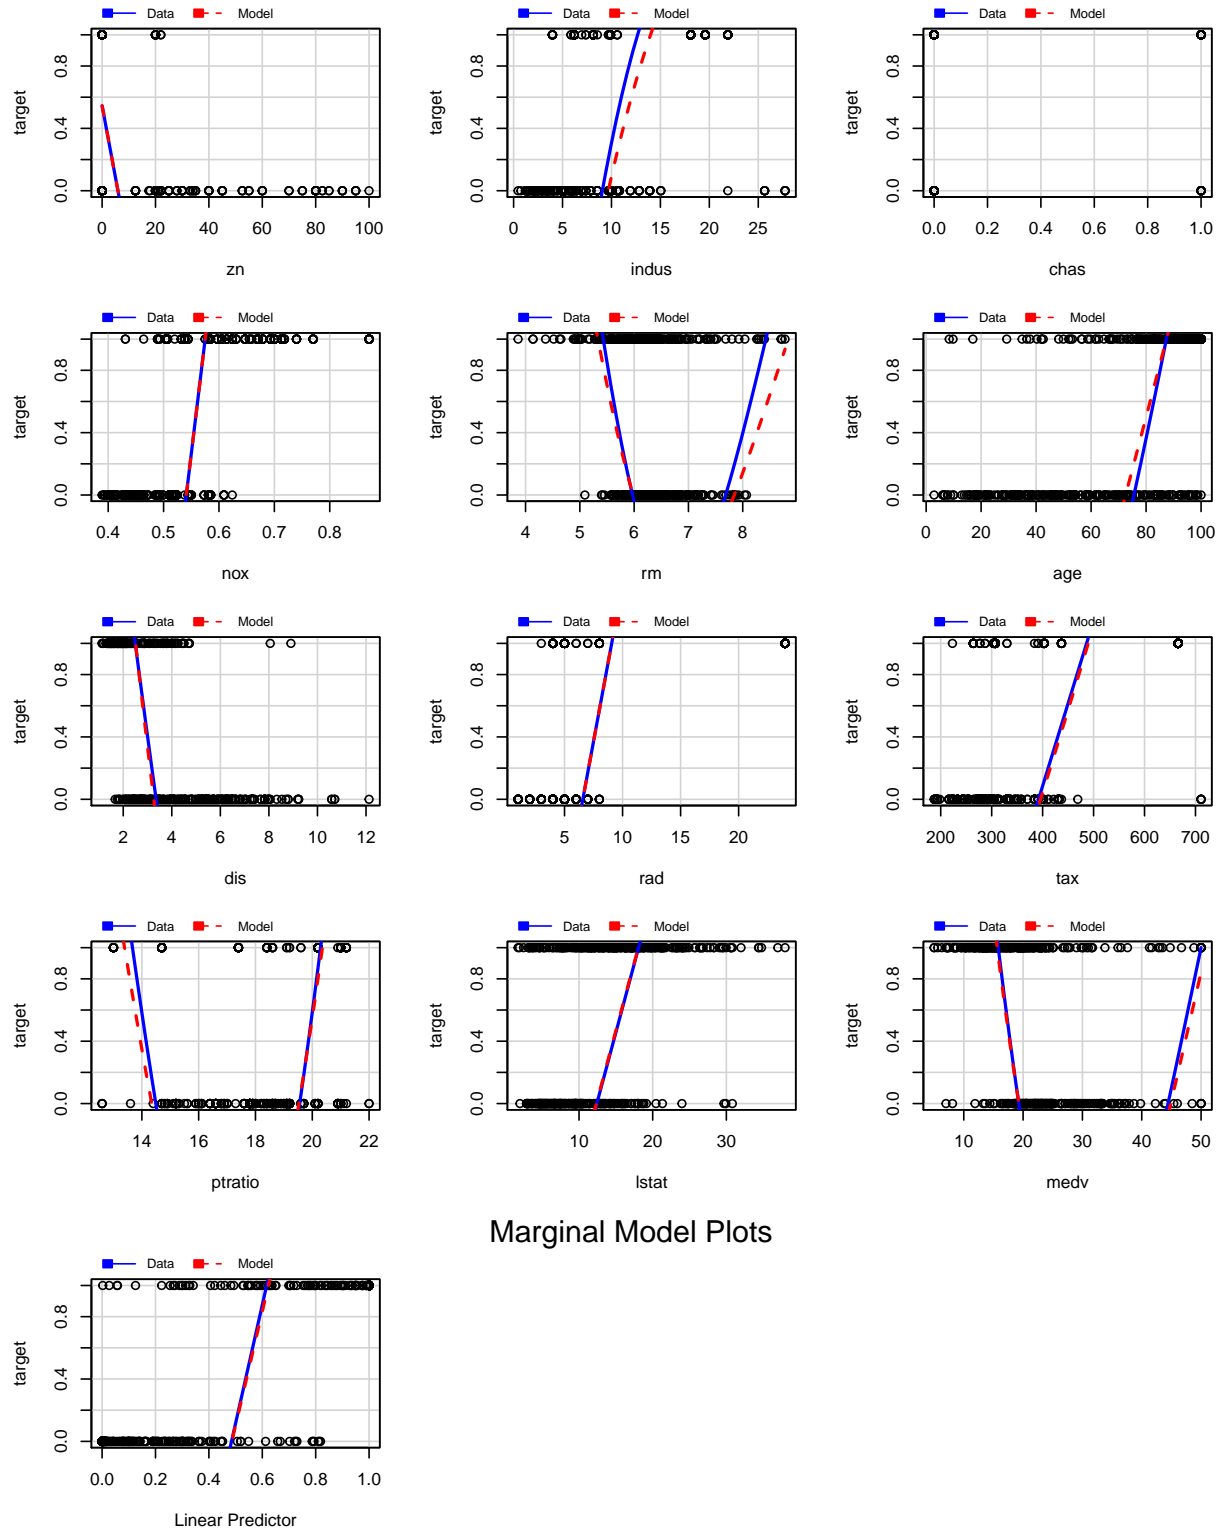 Data Model
target
0.0 0.4 0.8
0 20 40 60 80 100
zn
Data Model
target
0.0 0.4 0.8
0 5 10 15 20 25
indus
Data Model
target
0.0 0.4 0.8
0.0 0.2 0.4 0.6 0.8 1.0
chas
Data Model
target
0.0 0.4 0.8
0.4 0.5 0.6 0.7 0.8
nox
Data Model
target
0.0 0.4 0.8
4 5 6 7 8
rm
Data Model
target
0.0 0.4 0.8
0 20 40 60 80 100
age
Data Model
target
0.0 0.4 0.8
2 4 6 8 10 12
dis
Data Model
target
0.0 0.4 0.8
5 10 15 20
rad
Data Model
target
0.0 0.4 0.8
200 300 400 500 600 700
tax
Data Model
target
0.0 0.4 0.8
14 16 18 20 22
ptratio
Data Model
target
0.0 0.4 0.8
10 20 30
lstat
Data Model
target
0.0 0.4 0.8
10 20 30 40 50
medv
Marginal Model Plots
Data Model
target
0.0 0.4 0.8
0.0 0.2 0.4 0.6 0.8 1.0
Linear Predictor